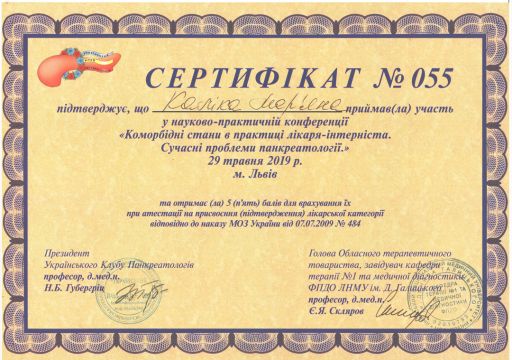 СЕРТИФІКАТ № 055
підтверджує, що Каліка Мар'яна приймав(ла) участь
у науково-практичній конференції
«Коморбідні стани в практиці лікаря-інтерніста.
Сучасні проблеми панкреатології.»
29 травня 2019 р.
м. Львів
та отримає (ла) 5 (п'ять) балів для врахування їх
при атестації на присвоєння (підтвердження) лікарської категорії
відповідно до наказу МОЗ України від 07.07.2009 № 484
Президент
Українського Клубу Панкреатологів
професор, д.мед.н.
Н.Б. Губергріц
Голова Обласного терапевтичного
товариства, завідувач кафедри
терапії №1 та медичної діагностики
ФПДО ЛНМУ ім. Д. Галицького
професор, д.мед.н.
Є.Я. Скляров